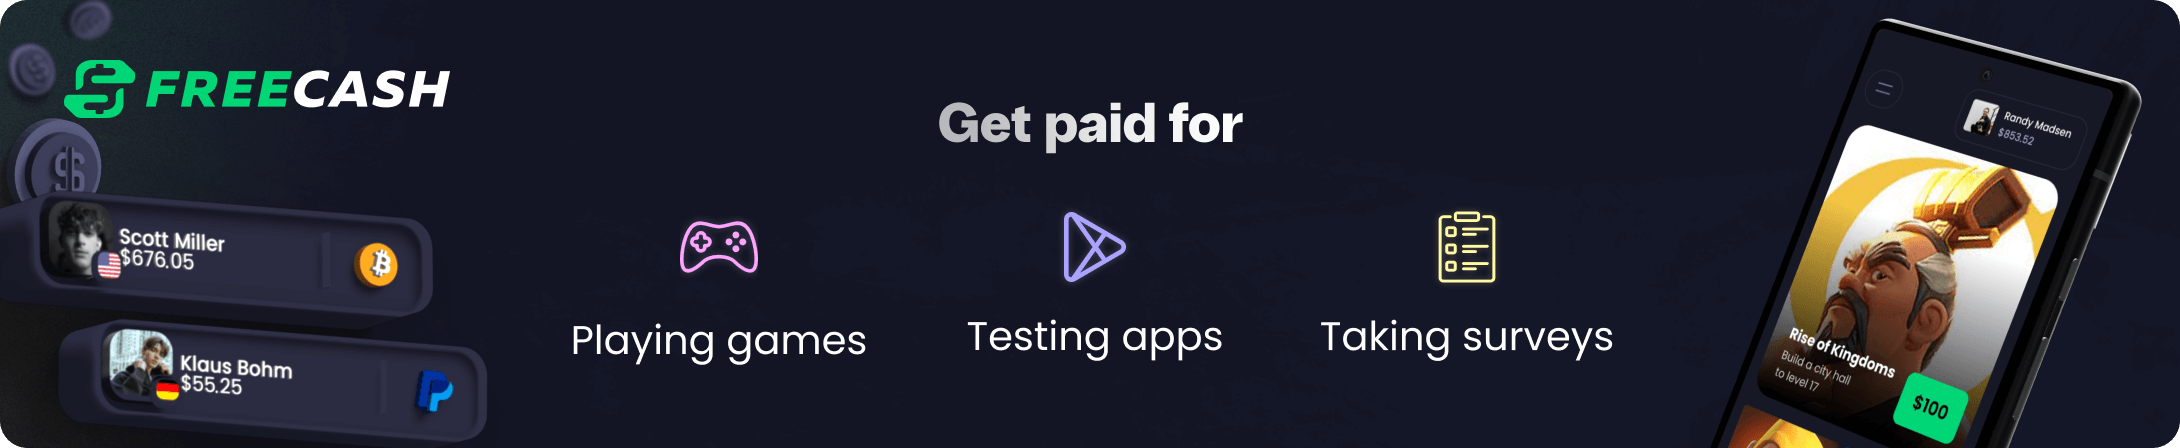 FREECASH
Get paid for
Playing games
Testing apps
Taking surveys
Scott Miller
$676.05
Klaus Bohm
$55.25
Randy Madsen
$853.52
Rise of Kingdoms
Build a city hall
to level 17
$100